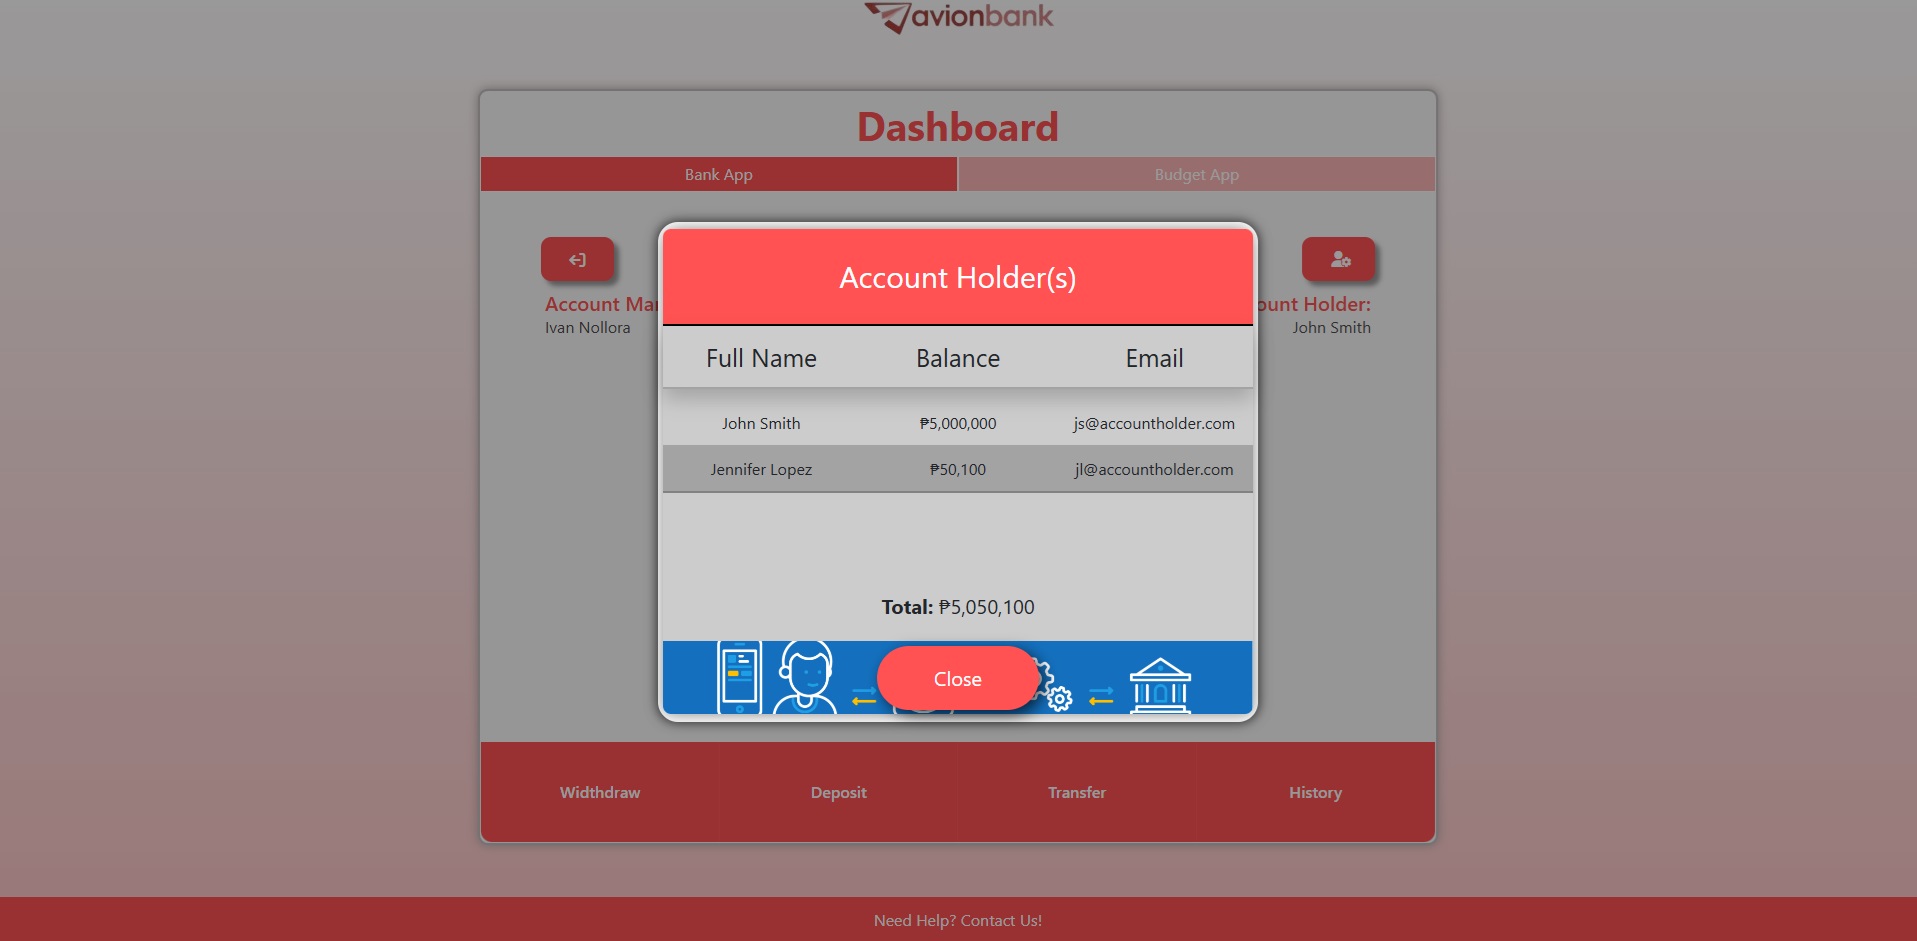 avionbank
Dashboard
Bank App
Budget App
Account Mar
ount Holder:
Ivan Nollora
John Smith
Account Holder(s)
Full Name Balance Email
John Smith ₱5,000,000 js@accountholder.com
Jennifer Lopez ₱50,100 jl@accountholder.com
Total: ₱5,050,100
Close
Widthdraw Deposit Transfer History
Need Help? Contact Us!